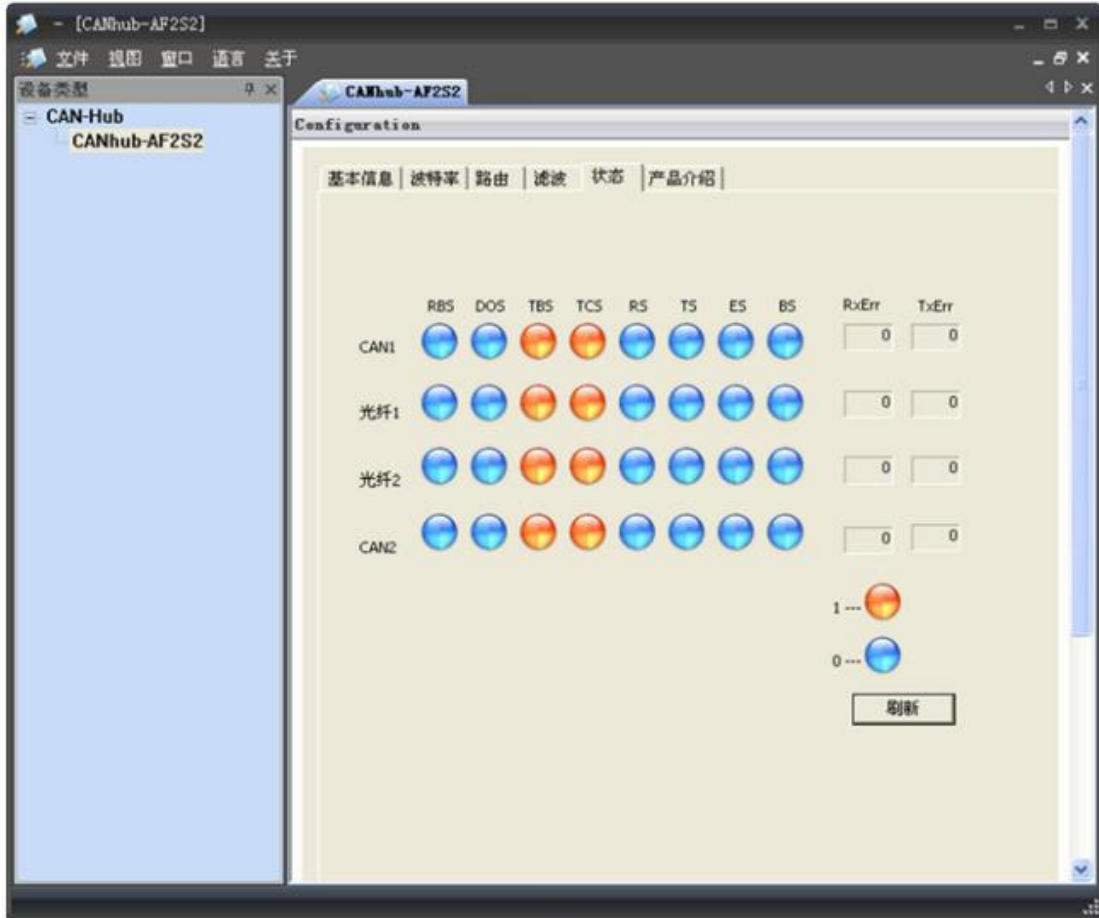 - [CANhub-AF2S2]
文件 视图 窗口 语言 关于
设备类型
CANhub-AF2S2
CAN-Hub
CANhub-AF2S2
Configuration
基本信息 波特率 路由 滤波 状态 产品介绍
RBS DOS TBS TCS RS TS ES BS RxErr TxErr
CAN1 0 0
光纤1 0 0
光纤2 0 0
CAN2 0 0
1 ---
0 ---
刷新